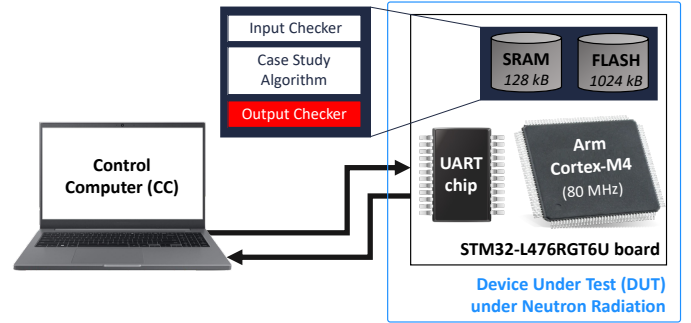 Input Checker
Case Study
Algorithm
Output Checker
SRAM
128 kB
FLASH
1024 kB
Control
Computer (CC)
UART
chip
Arm
Cortex-M4
(80 MHz)
STM32-L476RGT6U board
Device Under Test (DUT)
under Neutron Radiation